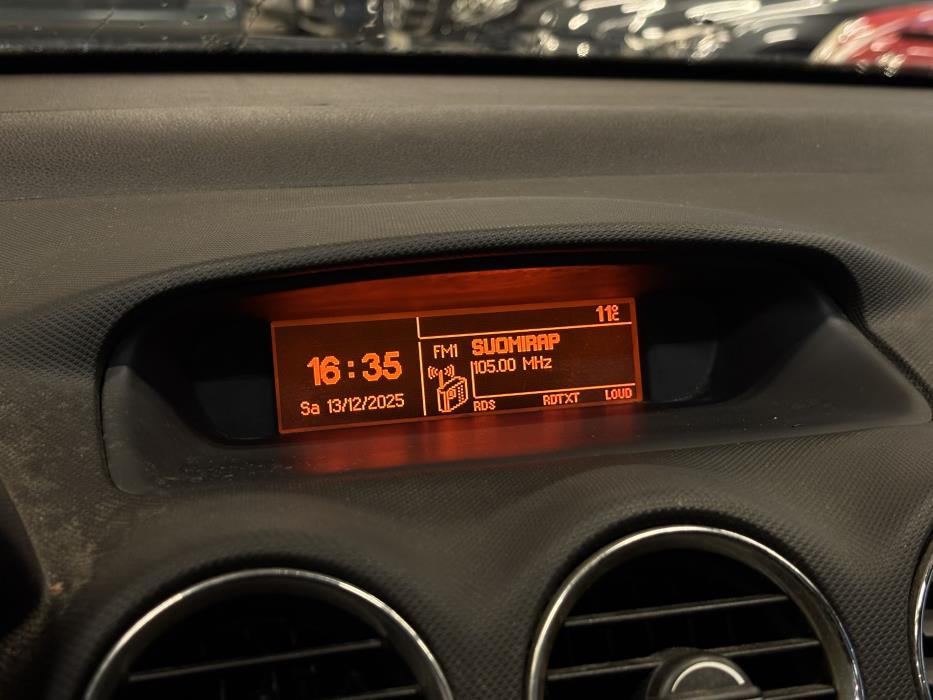 16:35
Sa 13/12/2025
11°C
FM1 SUOMIRAP
105.00 MHz
RDS RDTXT LOUD